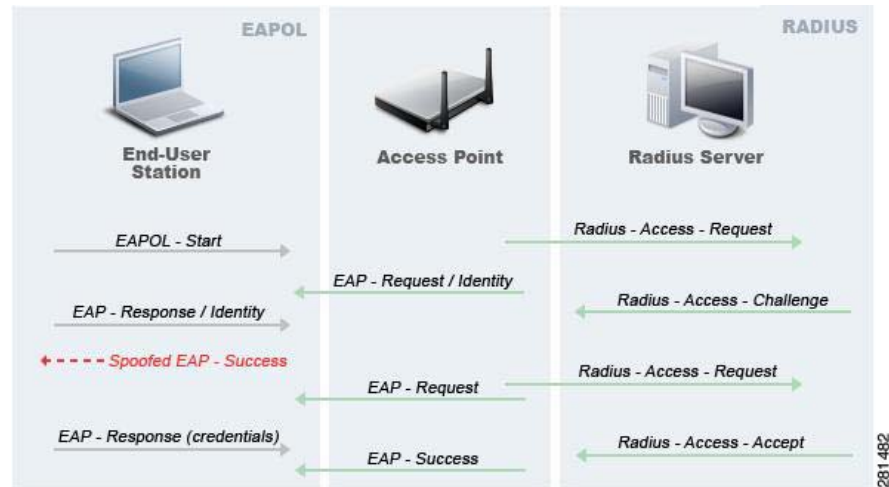 EAPOL
RADIUS
End-User
Station
Access Point
Radius Server
EAPOL - Start
Radius - Access - Request
EAP - Request / Identity
Radius - Access - Challenge
EAP - Response / Identity
Spoofed EAP - Success
Radius - Access - Request
EAP - Request
EAP - Response (credentials)
Radius - Access - Accept
EAP - Success
281482